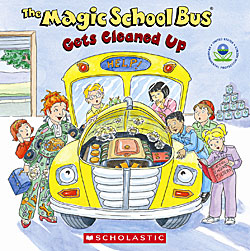 The Magic School Bus®
Gets Cleaned Up
HELP!
SCHOLASTIC